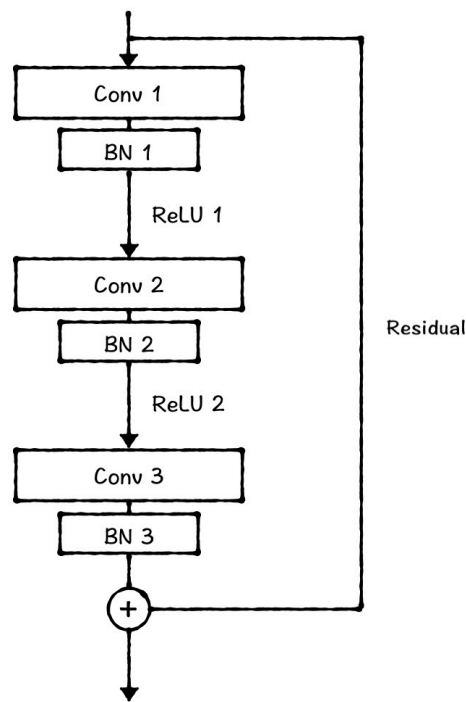 Conv 1
BN 1
ReLU 1
Conv 2
Residual
BN 2
ReLU 2
Conv 3
BN 3
+